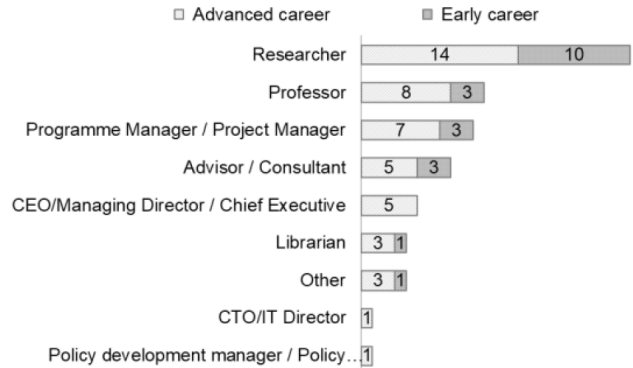 Advanced career Early career
Researcher 14 10
Professor 8 3
Programme Manager / Project Manager 7 3
Advisor / Consultant 5 3
CEO/Managing Director / Chief Executive 5
Librarian 3 1
Other 3 1
CTO/IT Director 1
Policy development manager / Policy... 1